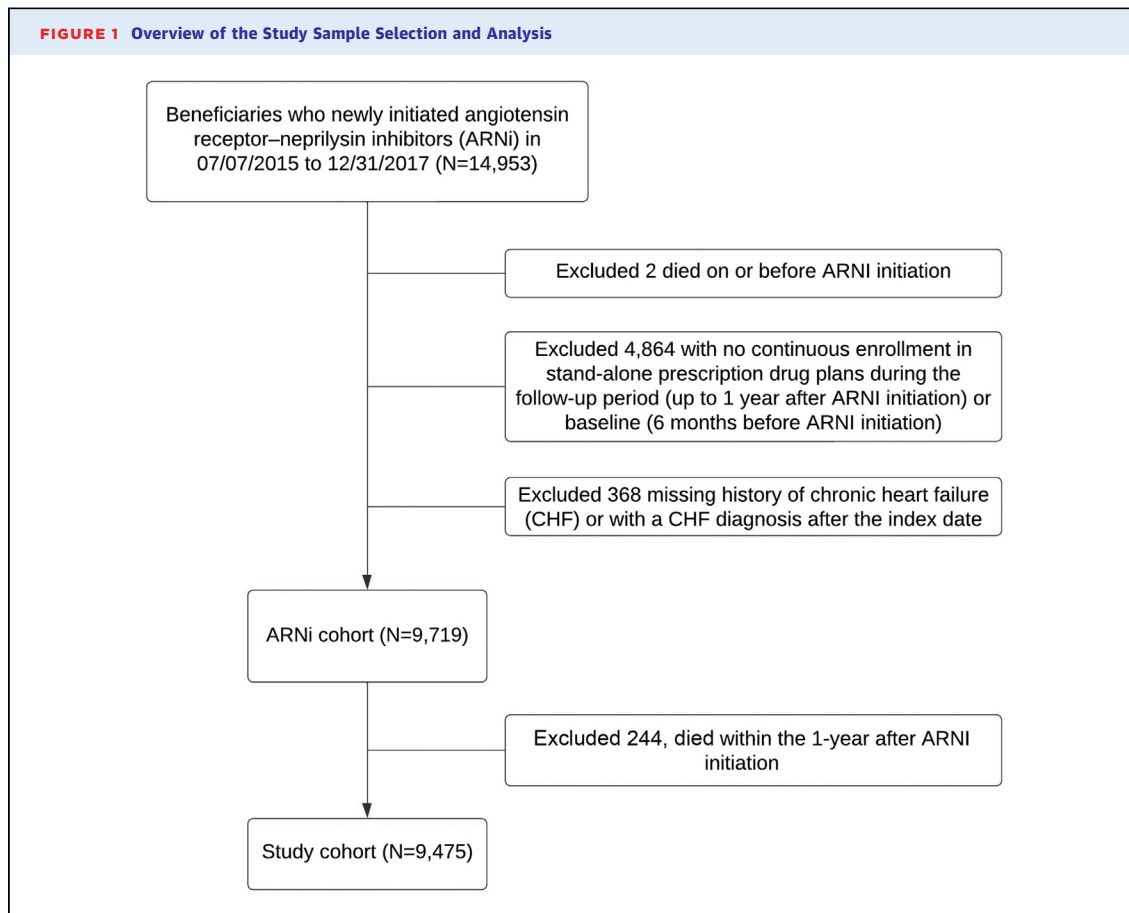 FIGURE 1 Overview of the Study Sample Selection and Analysis
Beneficiaries who newly initiated angiotensin
receptor–neprilysin inhibitors (ARNi) in
07/07/2015 to 12/31/2017 (N=14,953)
Excluded 2 died on or before ARNI initiation
Excluded 4,864 with no continuous enrollment in
stand-alone prescription drug plans during the
follow-up period (up to 1 year after ARNI initiation) or
baseline (6 months before ARNI initiation)
Excluded 368 missing history of chronic heart failure
(CHF) or with a CHF diagnosis after the index date
ARNi cohort (N=9,719)
Excluded 244, died within the 1-year after ARNI
initiation
Study cohort (N=9,475)